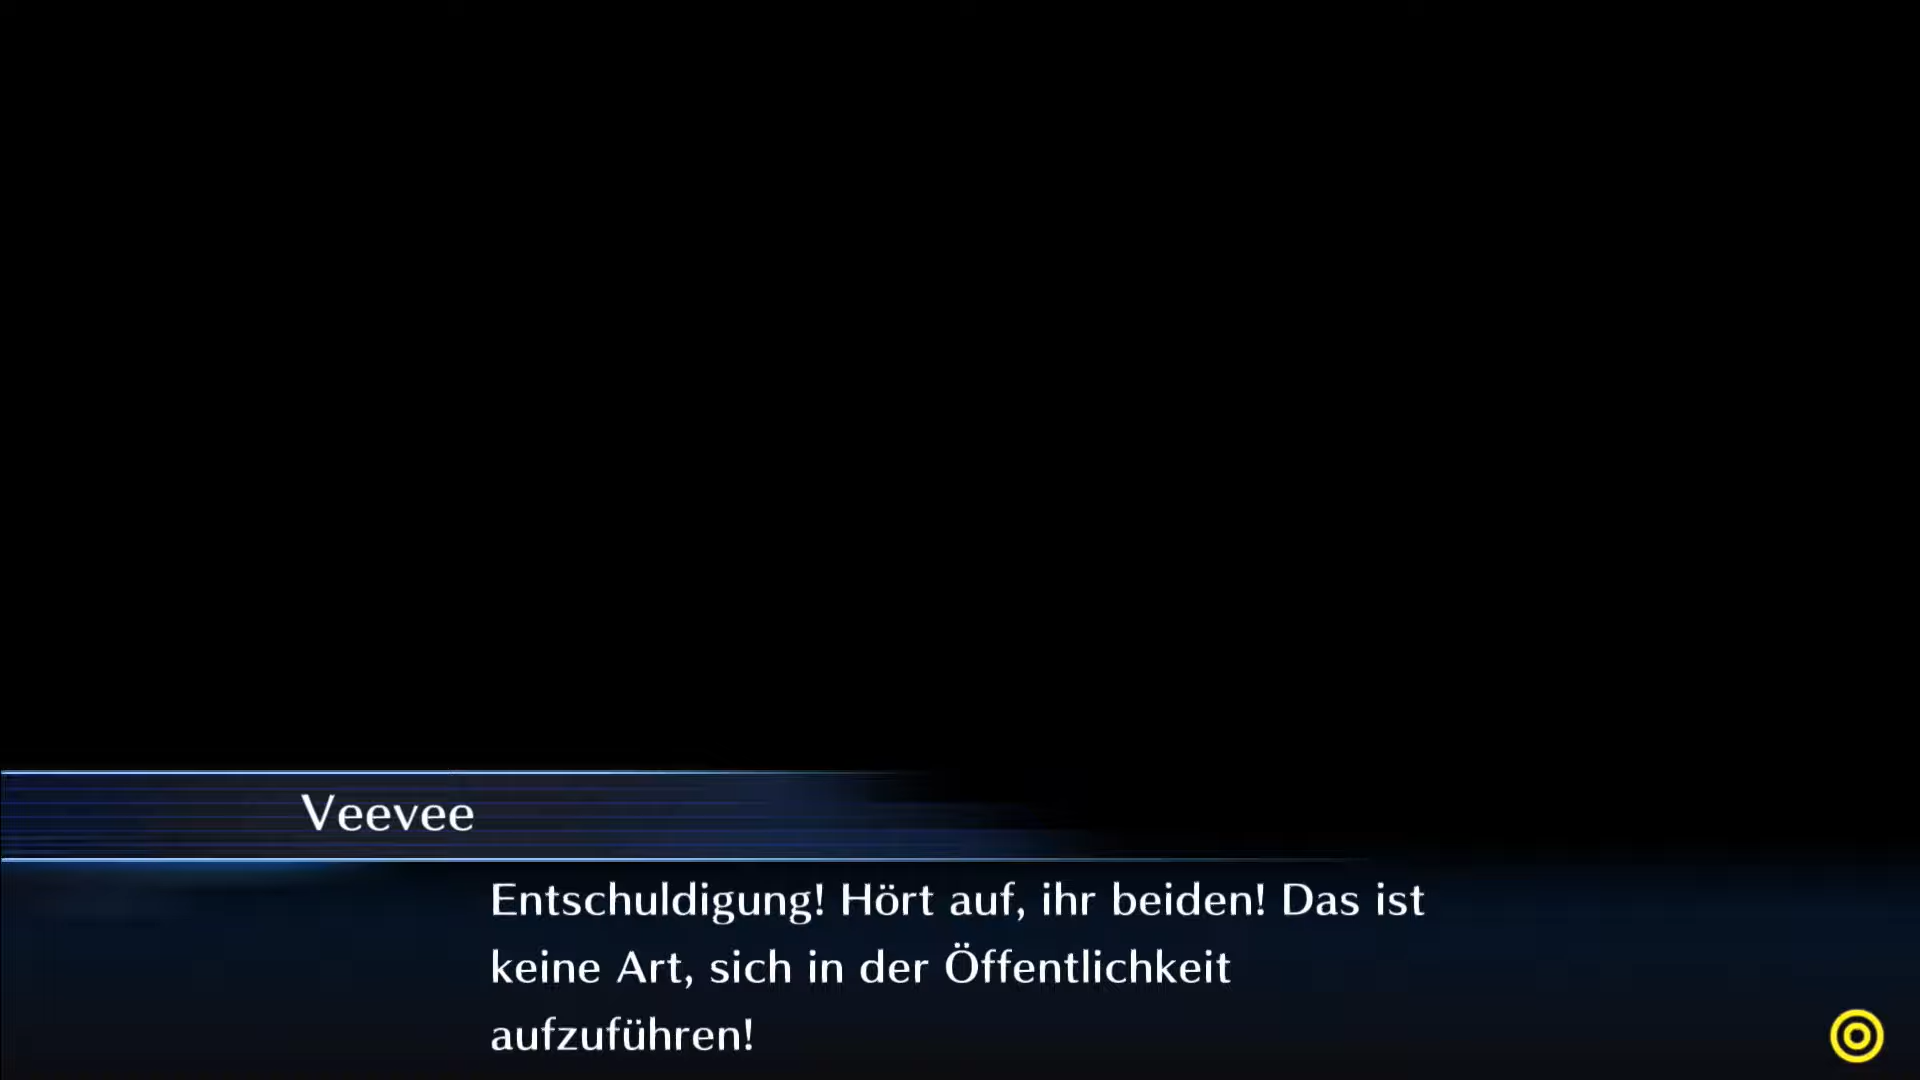 Veevee
Entschuldigung! Hört auf, ihr beiden! Das ist
keine Art, sich in der Öffentlichkeit
aufzuführen!